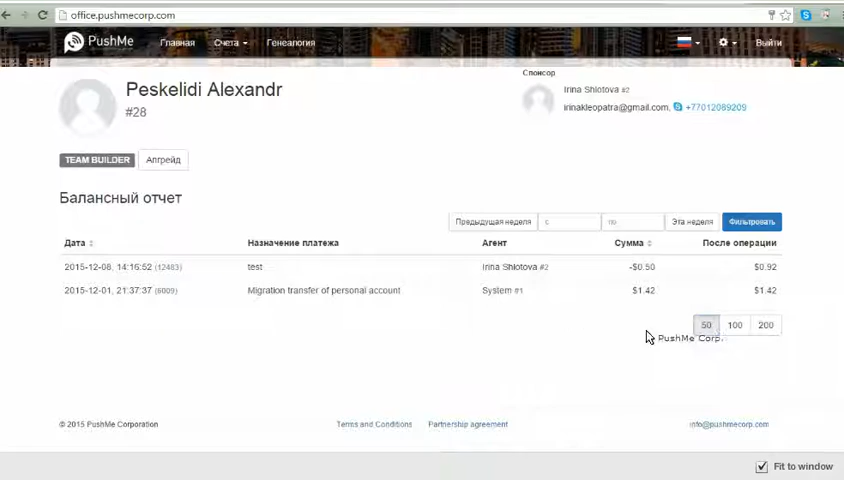 office.pushmecorp.com
PushMe Главная Счета Генеалогия Выйти
Спонсор
Peskelidi Alexandr
Irina Shlotova #2
#28
irinakleopatra@gmail.com, +77012089209
TEAM BUILDER Апгрейд
Балансный отчет
Предыдущая неделя с по Эта неделя Фильтровать
Дата Назначение платежа Агент Сумма После операции
2015-12-08, 14:16:52 (12483) test Irina Shlotova #2 -$0.50 $0.92
2015-12-01, 21:37:37 (6009) Migration transfer of personal account System #1 $1.42 $1.42
50 100 200
PushMe Corp.
© 2015 PushMe Corporation Terms and Conditions Partnership agreement info@pushmecorp.com
Fit to window